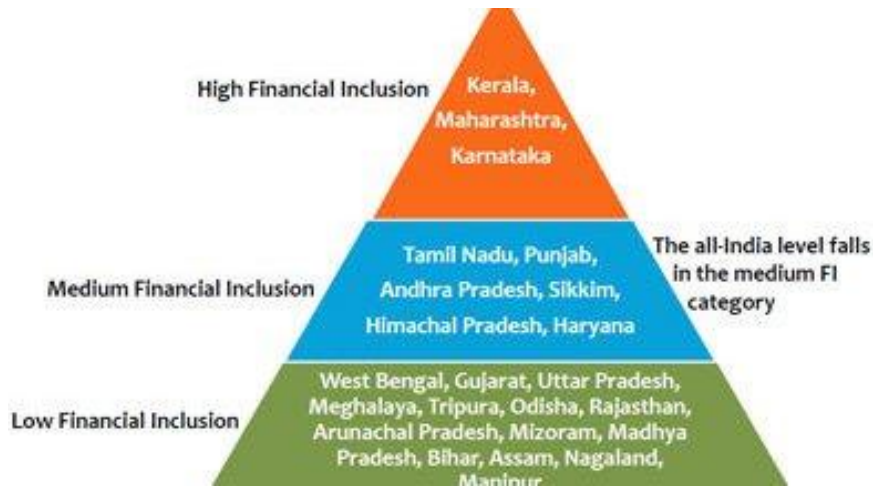 High Financial Inclusion
Kerala,
Maharashtra,
Karnataka
Medium Financial Inclusion
Tamil Nadu, Punjab,
Andhra Pradesh, Sikkim,
Himachal Pradesh, Haryana
The all-India level falls
in the medium FI
category
Low Financial Inclusion
West Bengal, Gujarat, Uttar Pradesh,
Meghalaya, Tripura, Odisha, Rajasthan,
Arunachal Pradesh, Mizoram, Madhya
Pradesh, Bihar, Assam, Nagaland,
Manipur